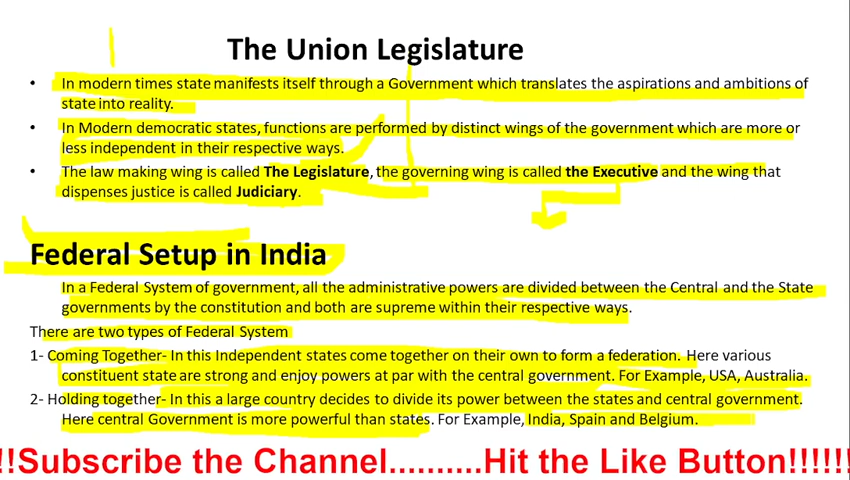 The Union Legislature
• In modern times state manifests itself through a Government which translates the aspirations and ambitions of
state into reality.
• In Modern democratic states, functions are performed by distinct wings of the government which are more or
less independent in their respective ways.
• The law making wing is called The Legislature, the governing wing is called the Executive and the wing that
dispenses justice is called Judiciary.
Federal Setup in India
In a Federal System of government, all the administrative powers are divided between the Central and the State
governments by the constitution and both are supreme within their respective ways.
There are two types of Federal System
1- Coming Together- In this Independent states come together on their own to form a federation. Here various
constituent state are strong and enjoy powers at par with the central government. For Example, USA, Australia.
2- Holding together- In this a large country decides to divide its power between the states and central government.
Here central Government is more powerful than states. For Example, India, Spain and Belgium.
!!Subscribe the Channel..........Hit the Like Button!!!!!!